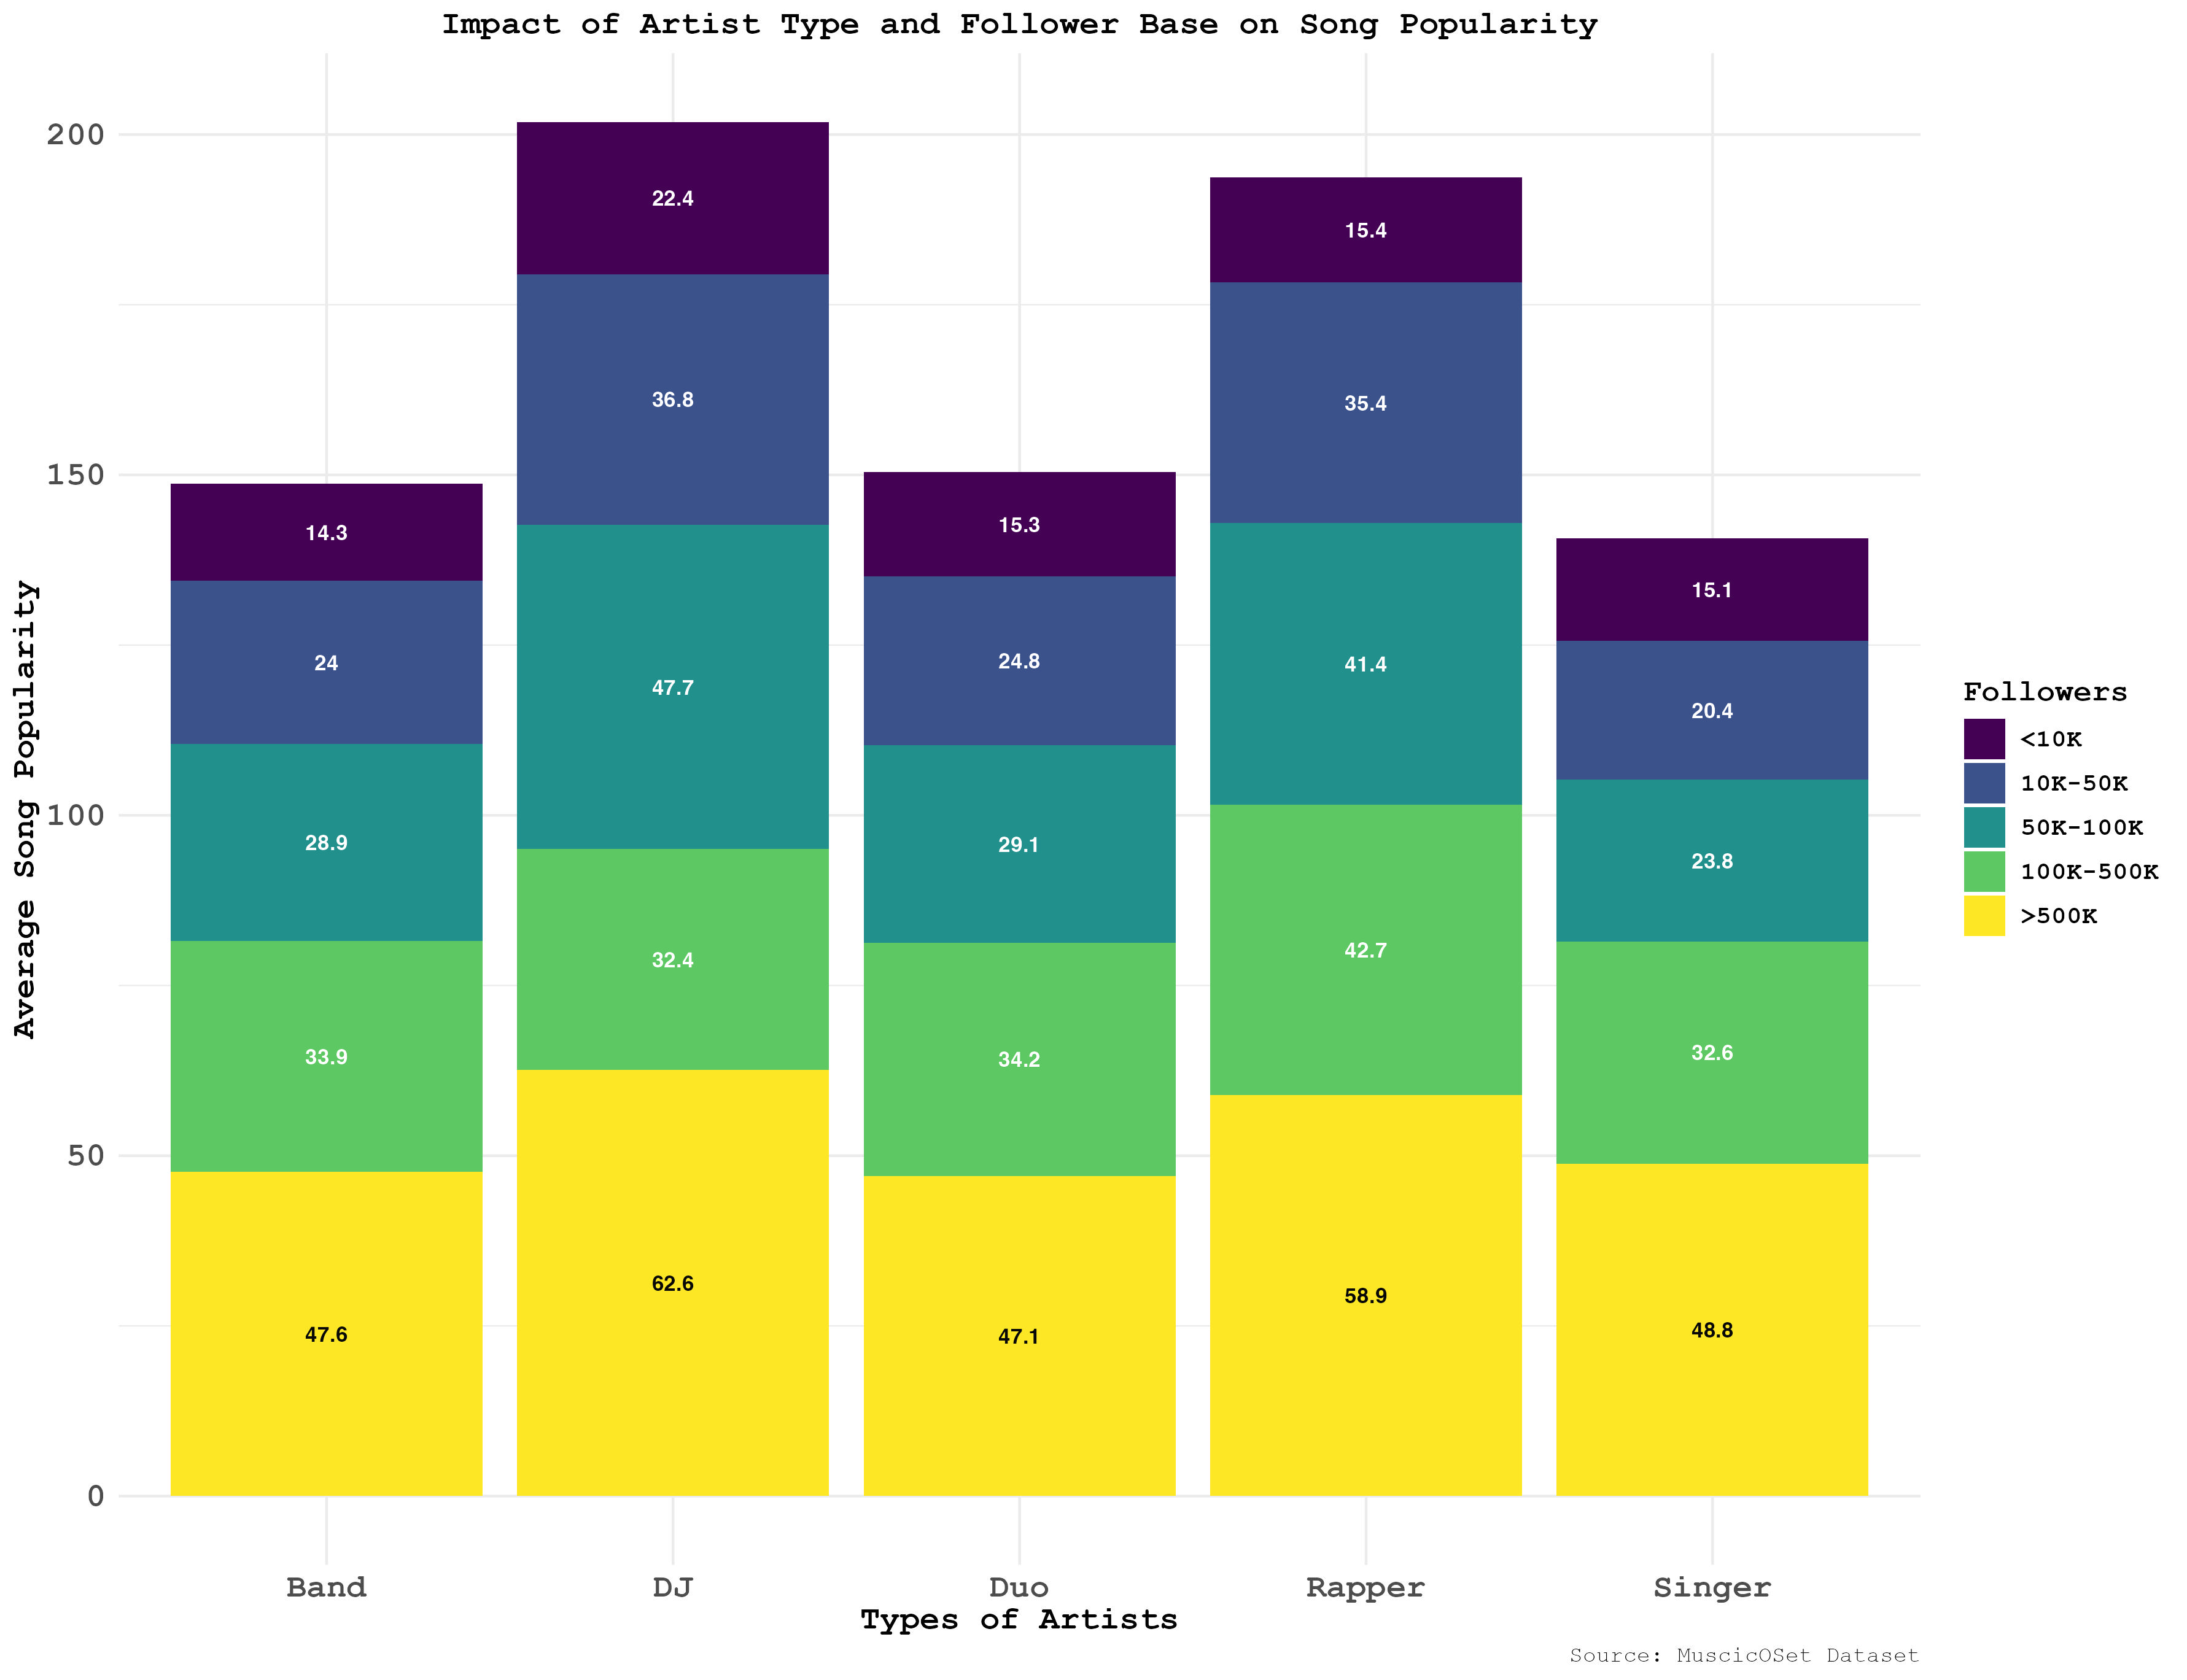 Impact of Artist Type and Follower Base on Song Popularity
Average Song Popularity
200
150
100
50
0
14.3
24
28.9
33.9
47.6
22.4
36.8
47.7
32.4
62.6
15.3
24.8
29.1
34.2
47.1
15.4
35.4
41.4
42.7
58.9
15.1
20.4
23.8
32.6
48.8
Band
DJ
Duo
Rapper
Singer
Types of Artists
Followers
<10K
10K-50K
50K-100K
100K-500K
>500K
Source: MuscicOSet Dataset